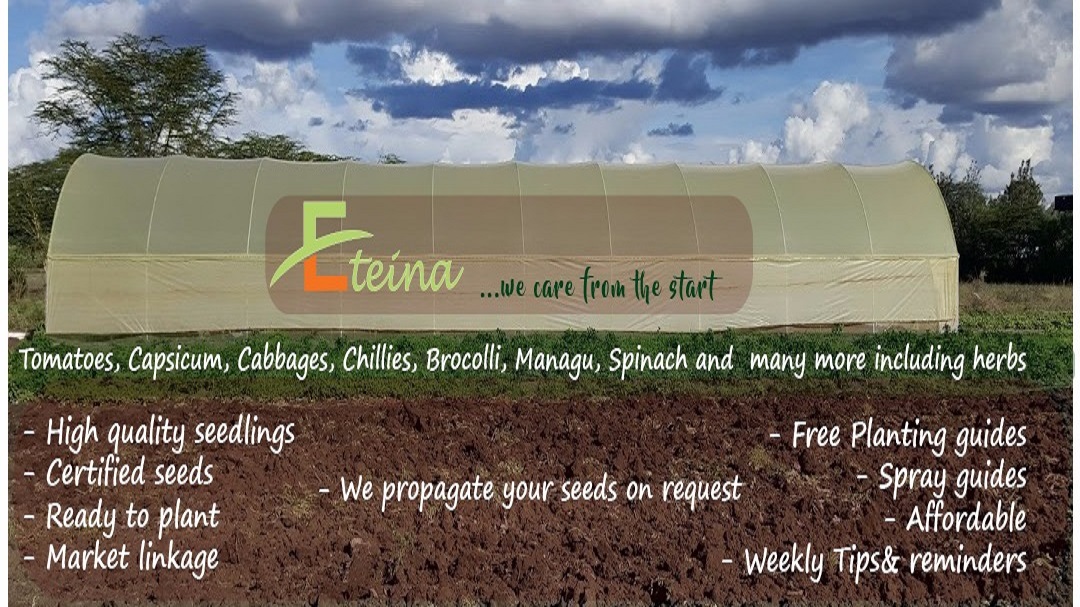 Eteina
...we care from the start
Tomatoes, Capsicum, Cabbages, Chillies, Brocolli, Managu, Spinach and many more including herbs
- High quality seedlings
- Certified seeds
- Ready to plant
- Market linkage
- We propagate your seeds on request
- Free Planting guides
- Spray guides
- Affordable
- Weekly Tips& reminders